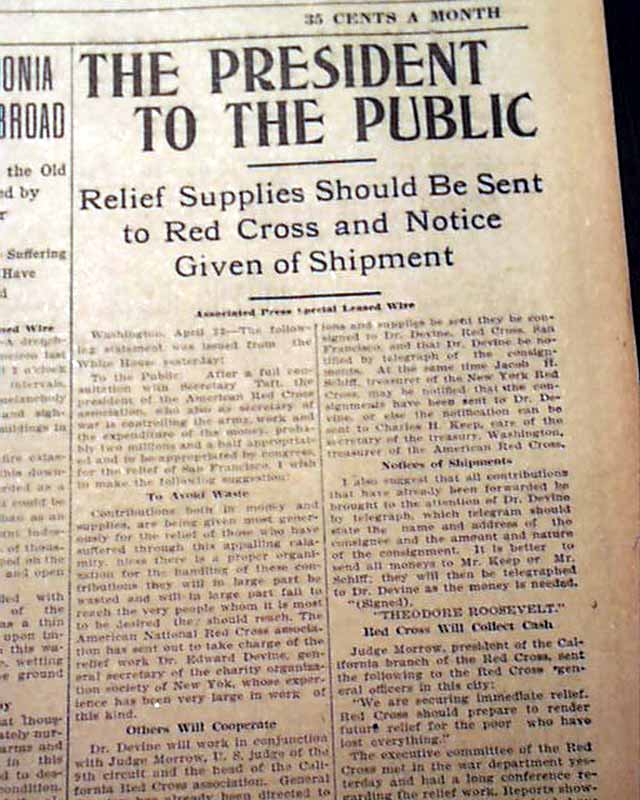 35 CENTS A MONTH
ONIA
BROAD
the Old
ed by
r
Suffering
Have
d
THE PRESIDENT
TO THE PUBLIC
Relief Supplies Should Be Sent
to Red Cross and Notice
Given of Shipment
Associated Press Special Leased Wire
Washington, April 22—The follow-
ing statement was issued from the
White House yesterday:
To the Public: After a full con-
sultation with Secretary Taft, the
president of the American Red Cross
association, who also as secretary of
war is controlling the army work and
the expenditure of the money, proba-
bly two millions and a half appropriat-
ed and to be appropriated by congress
for the relief of San Francisco, I wish
to make the following suggestion:
To Avoid Waste
Contributions both in money and
supplies, are being given most gener-
ously for the relief of those who have
suffered through this appalling cala-
mity. nless there is a proper organi-
zation for the handling of these con-
tributions they will in large part be
wasted and will in large part fail to
reach the very people whom it is most
to be desired the should reach. The
American National Red Cross associa-
tion has sent out to take charge of the
relief work Dr. Edward Devine, gen-
eral secretary of the charity organiza-
tion society of New York, whose exper-
ience has been very large in work of
this kind.
Others Will Cooperate
Dr. Devine will work in conjunction
with Judge Morrow, U. S. judge of the
9th circuit and the head of the Cal-
ifornia Red Cross association. General
has already been directed to
ions and supplies be sent they be con-
signed to Dr. Devine, Red Cross, San
Francisco, and that Dr. Devine be no-
tified by telegraph of the consign-
ments. At the same time Jacob H.
Schiff, treasurer of the New York Red
Cross, may be notified that the con-
signments have been sent to Dr. De-
vine, or else the notification can be
sent to Charles H. Keep, care of the
secretary of the treasury, Washington,
treasurer of the American Red Cross.
Notices of Shipments
I also suggest that all contributions
that have already been forwarded be
brought to the attention of Dr. Devine
by telegraph, which telegram should
state the name and address of the
consignee and the amount and nature
of the consignment. It is better to
send all moneys to Mr. Keep or Mr.
Schiff; they will then be telegraphed
to Dr. Devine as the money is needed.
"(Signed).
"THEODORE ROOSEVELT."
Red Cross Will Collect Cash
Judge Morrow, president of the Cal-
ifornia branch of the Red Cross, sent
the following to the Red Cross gen-
eral officers in this city:
"We are securing immediate relief.
Red Cross should prepare to render
future relief for the poor who have
lost everything."
The executive committee of the Red
Cross met in the war department yes-
terday and had a long conference re-
garding the relief work. Reports show-